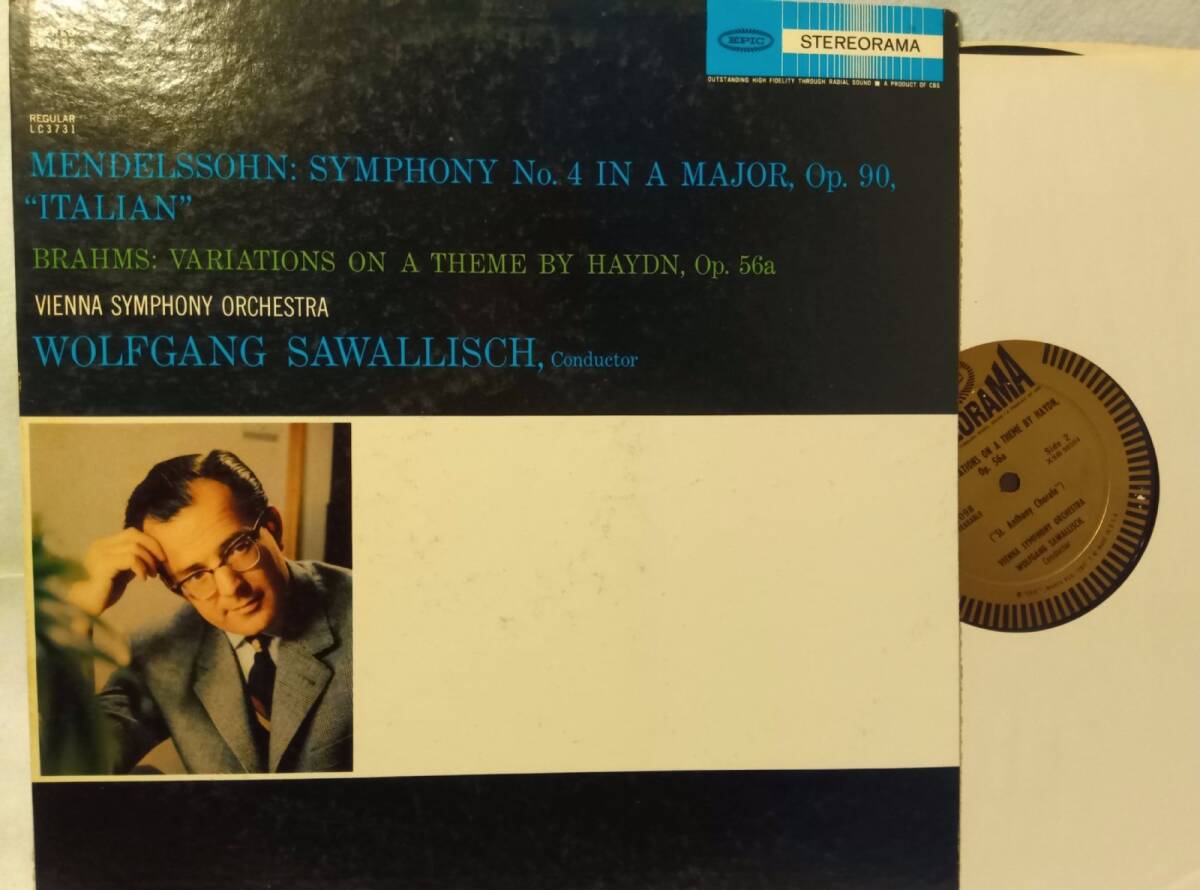 EPIC
STEREORAMA
OUTSTANDING HIGH FIDELITY THROUGH RADIAL SOUND ■ A PRODUCT OF CBS
REGULAR
LC3731
MENDELSSOHN: SYMPHONY No. 4 IN A MAJOR, Op. 90,
“ITALIAN”
BRAHMS: VARIATIONS ON A THEME BY HAYDN, Op. 56a
VIENNA SYMPHONY ORCHESTRA
WOLFGANG SAWALLISCH, Conductor
EORAMA
ATIONS ON A THEME BY HAYDN,
Op. 56a
Side 2
("St. Anthony Chorale")
VIENNA SYMPHONY ORCHESTRA
WOLFGANG SAWALLISCH,
Conductor